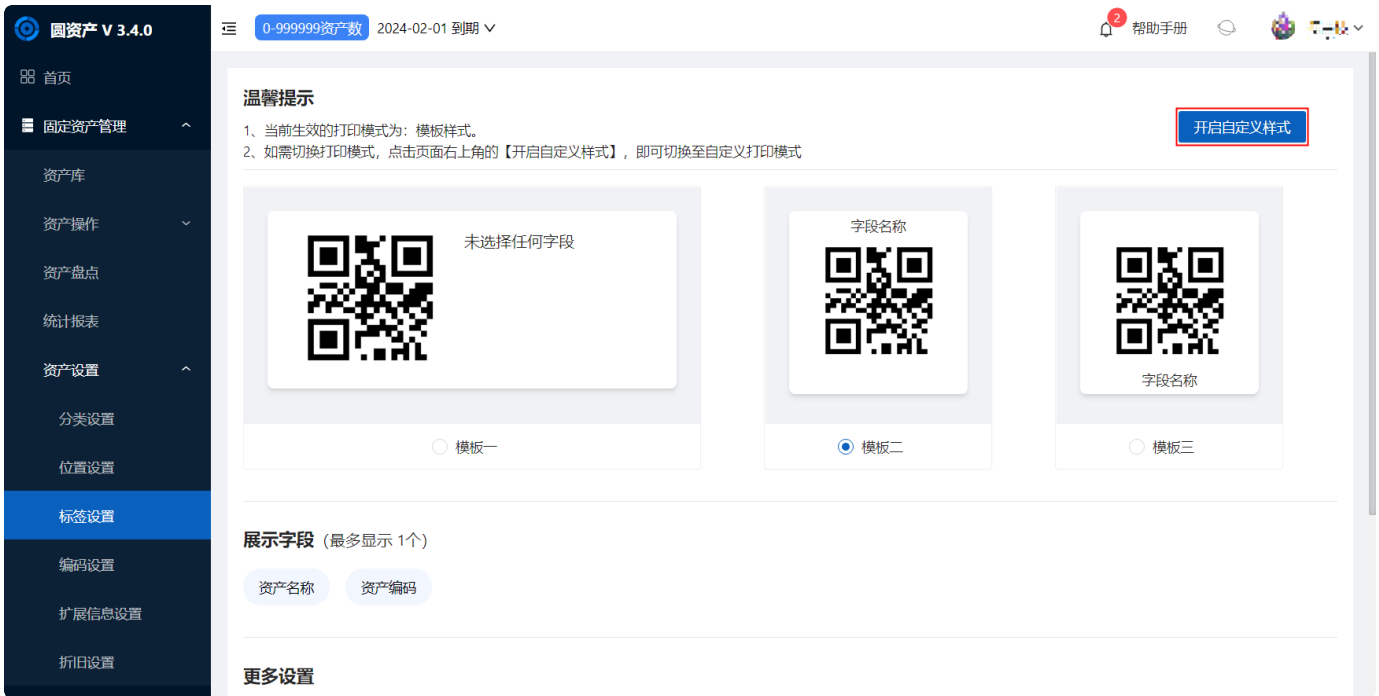 圆资产 V 3.4.0
0-999999资产数 2024-02-01 到期
2
帮助手册
首页
固定资产管理
资产库
资产操作
资产盘点
统计报表
资产设置
分类设置
位置设置
标签设置
编码设置
扩展信息设置
折旧设置
温馨提示
1、当前生效的打印模式为：模板样式。
2、如需切换打印模式，点击页面右上角的【开启自定义样式】，即可切换至自定义打印模式
开启自定义样式
未选择任何字段
字段名称
字段名称
模板一
模板二
模板三
展示字段（最多显示 1个）
资产名称 资产编码
更多设置